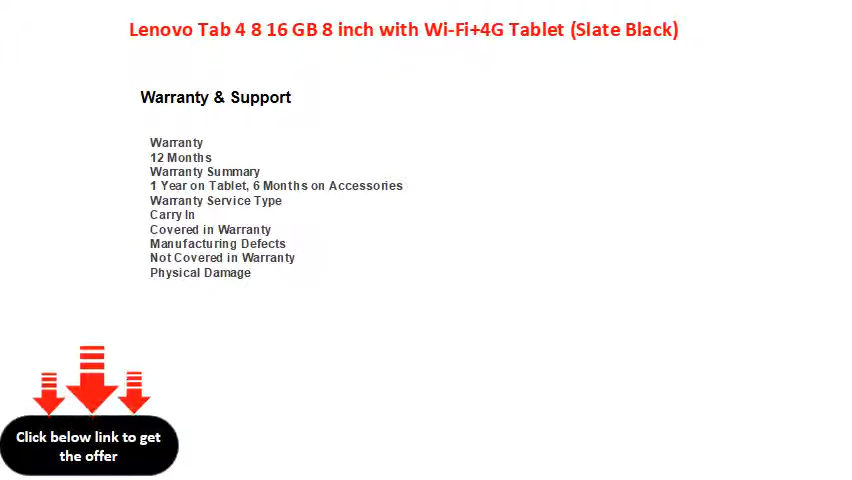 Lenovo Tab 4 8 16 GB 8 inch with Wi-Fi+4G Tablet (Slate Black)
Warranty & Support
Warranty
12 Months
Warranty Summary
1 Year on Tablet, 6 Months on Accessories
Warranty Service Type
Carry In
Covered in Warranty
Manufacturing Defects
Not Covered in Warranty
Physical Damage
Click below link to get
the offer